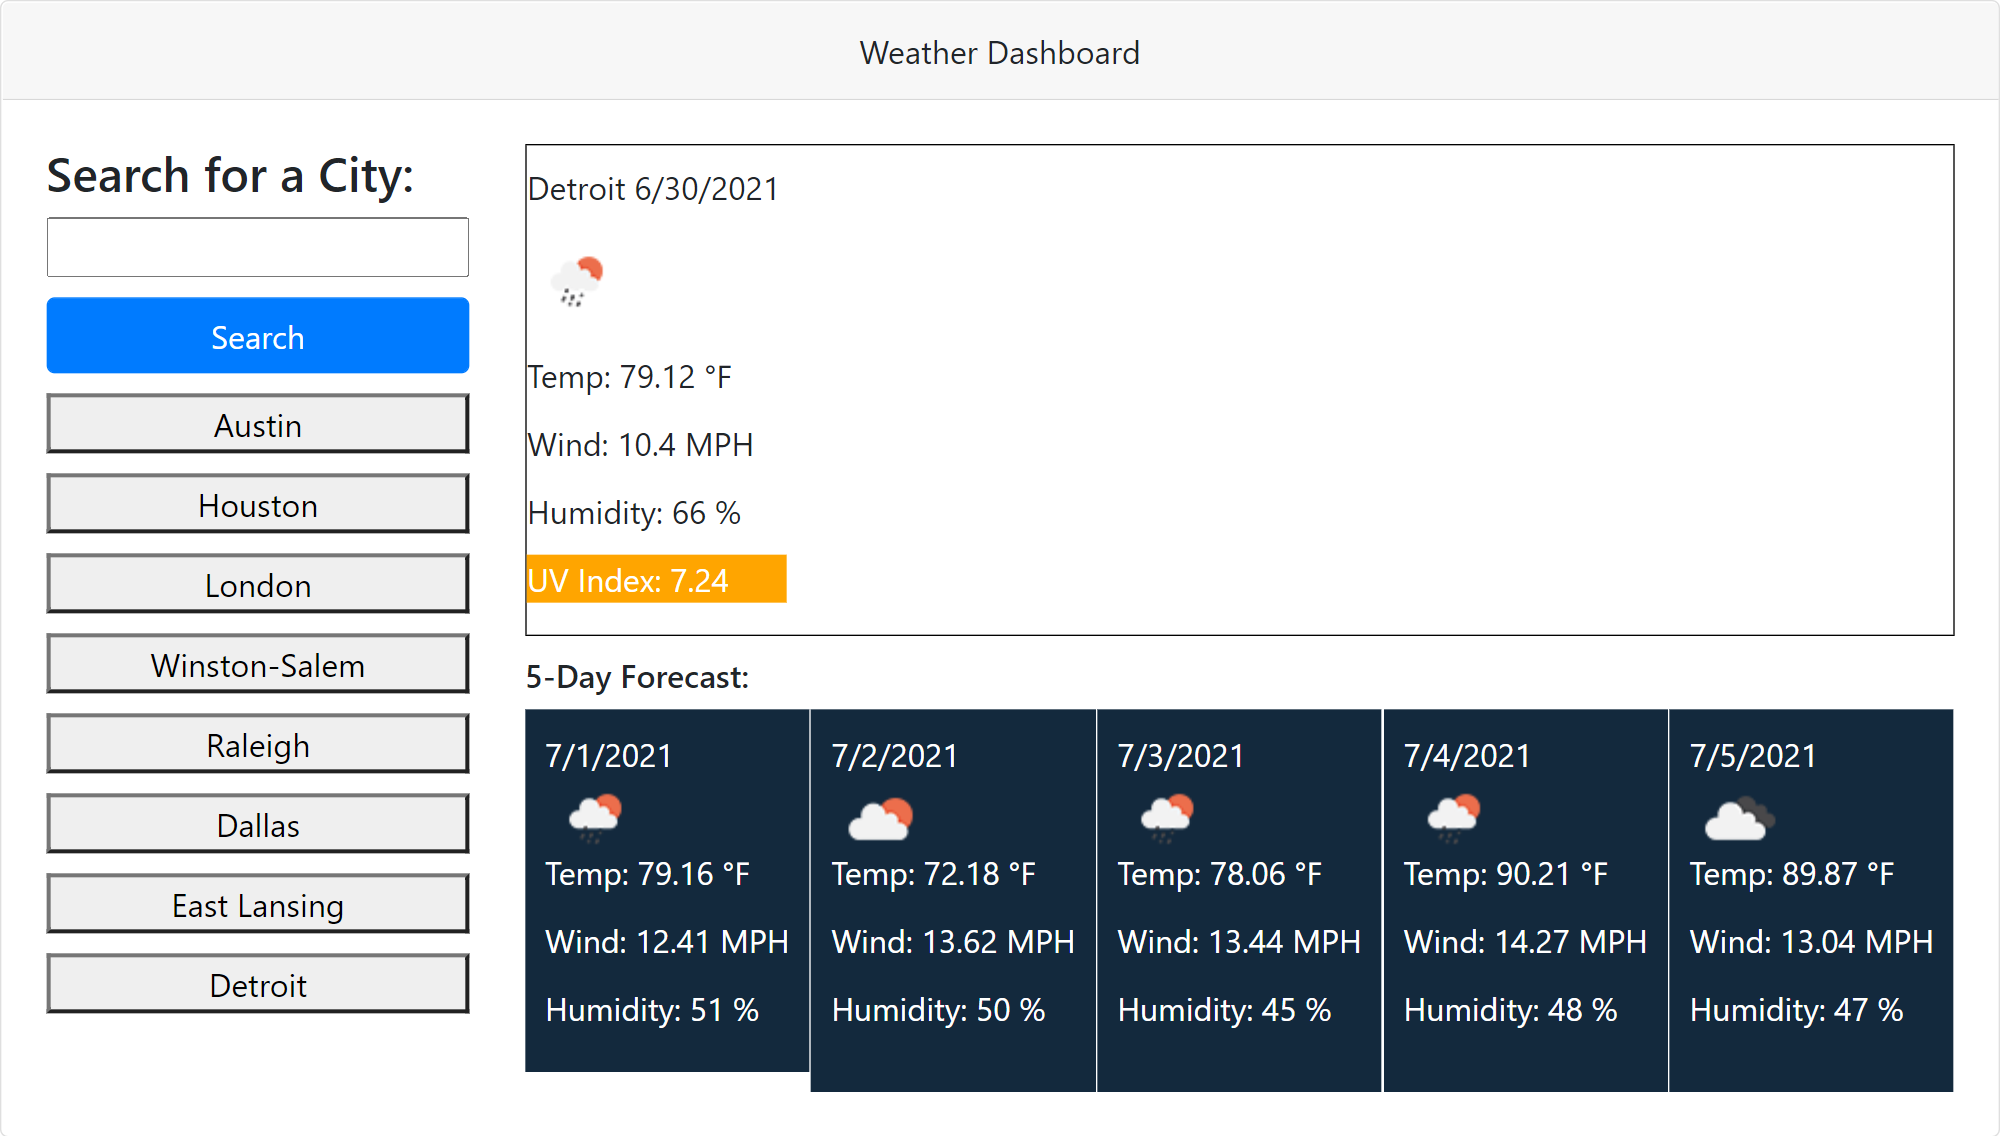 Weather Dashboard
Search for a City:
Search
Austin
Houston
London
Winston-Salem
Raleigh
Dallas
East Lansing
Detroit
Detroit 6/30/2021
Temp: 79.12 °F
Wind: 10.4 MPH
Humidity: 66 %
UV Index: 7.24
5-Day Forecast:
7/1/2021
Temp: 79.16 °F
Wind: 12.41 MPH
Humidity: 51 %
7/2/2021
Temp: 72.18 °F
Wind: 13.62 MPH
Humidity: 50 %
7/3/2021
Temp: 78.06 °F
Wind: 13.44 MPH
Humidity: 45 %
7/4/2021
Temp: 90.21 °F
Wind: 14.27 MPH
Humidity: 48 %
7/5/2021
Temp: 89.87 °F
Wind: 13.04 MPH
Humidity: 47 %